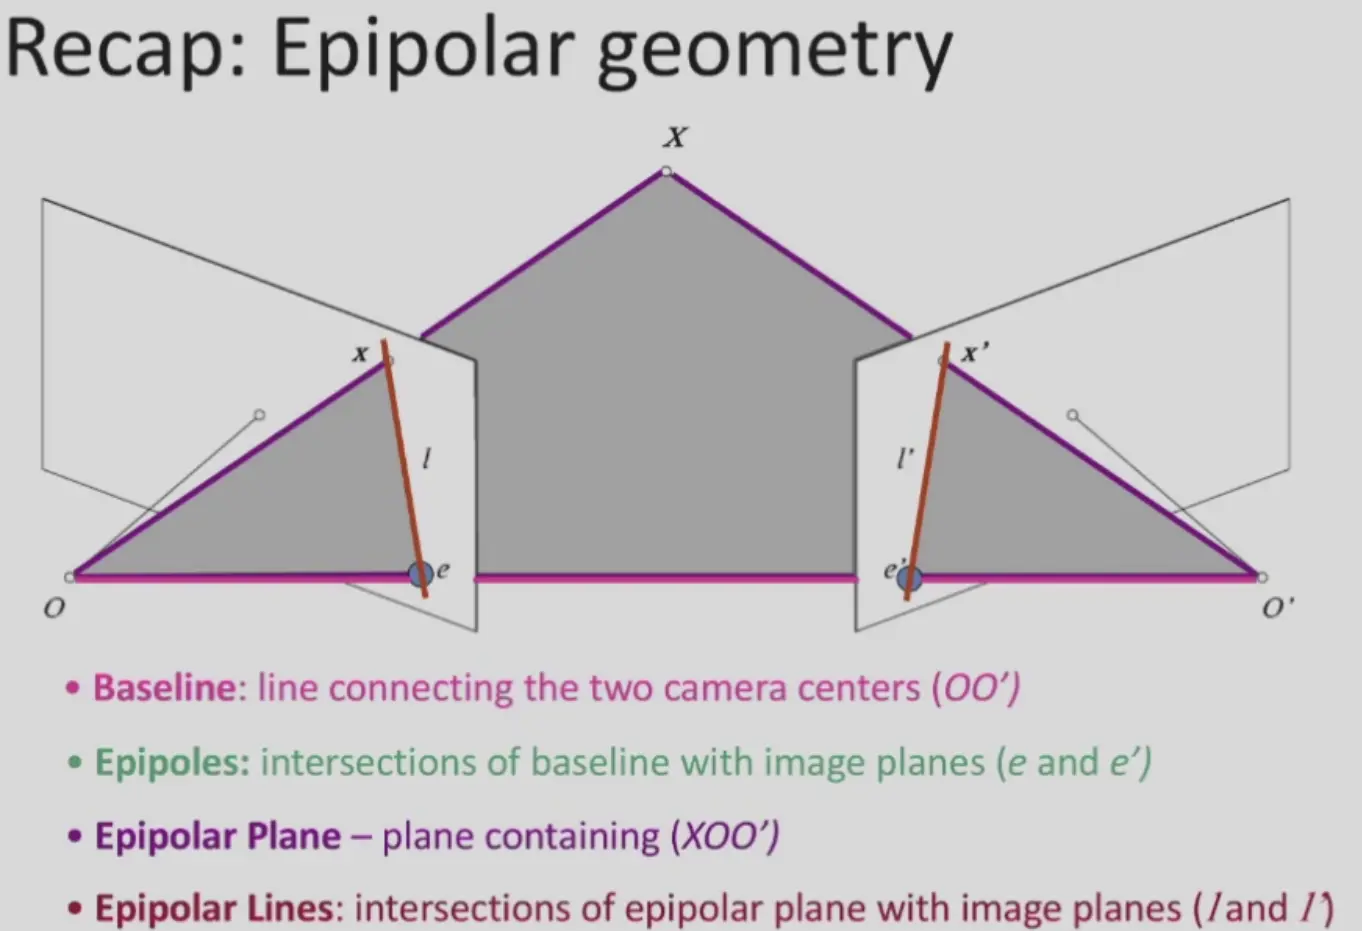 Recap: Epipolar geometry
X
x
x'
l
l'
e
e'
O
O'
• Baseline: line connecting the two camera centers (OO')
• Epipoles: intersections of baseline with image planes (e and e')
• Epipolar Plane – plane containing (XOO')
• Epipolar Lines: intersections of epipolar plane with image planes (l and l')